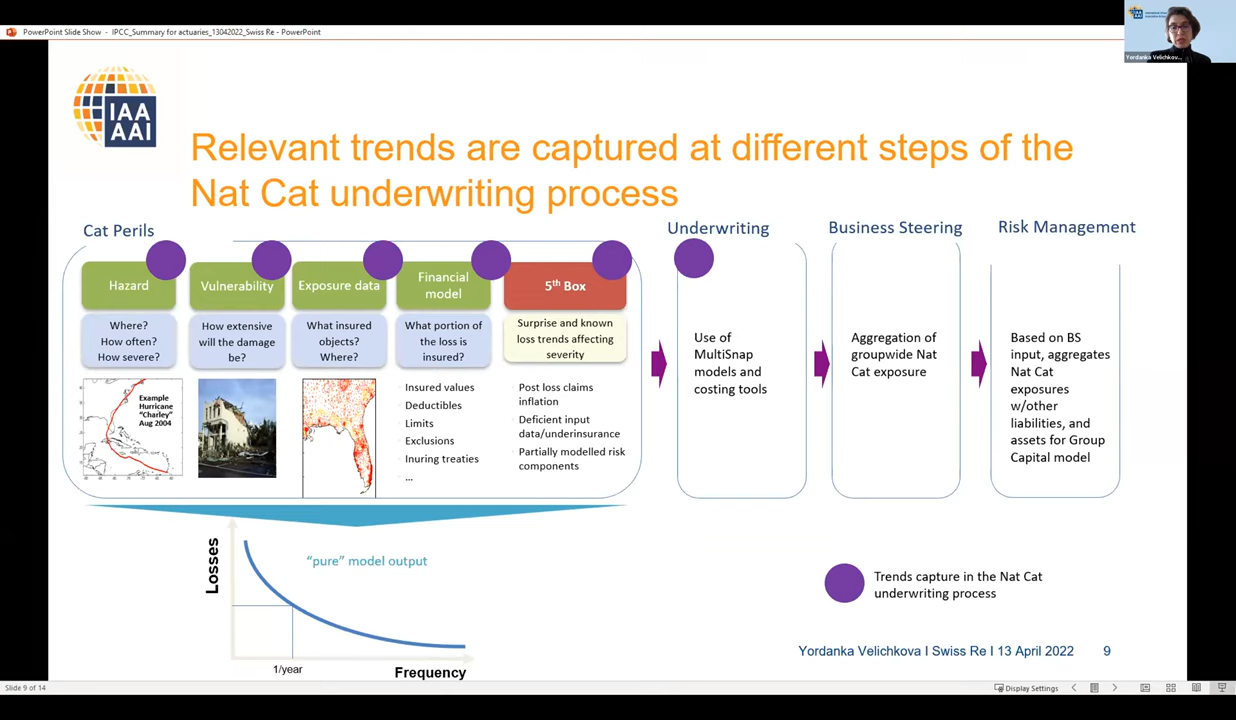 PowerPoint Slide Show - IPCC_Summary for actuaries_13042022_Swiss Re - PowerPoint
IAA
AAI
Yordanka Velichkov...
IAA
AAI
Relevant trends are captured at different steps of the
Nat Cat underwriting process
Cat Perils
Underwriting
Business Steering
Risk Management
Hazard
Vulnerability
Exposure data
Financial
model
5th Box
Where?
How often?
How severe?
How extensive
will the damage
be?
What insured
objects?
Where?
What portion of
the loss is
insured?
Surprise and known
loss trends affecting
severity
Example
Hurricane
"Charley"
Aug 2004
Insured values
Deductibles
Limits
Exclusions
Inuring treaties
...
Post loss claims
inflation
Deficient input
data/underinsurance
Partially modelled risk
components
Use of
MultiSnap
models and
costing tools
Aggregation of
groupwide Nat
Cat exposure
Based on BS
input, aggregates
Nat Cat
exposures
w/other
liabilities, and
assets for Group
Capital model
Losses
“pure” model output
1/year
Frequency
Trends capture in the Nat Cat
underwriting process
Yordanka Velichkova I Swiss Re I 13 April 2022
9
Slide 9 of 14
Display Settings